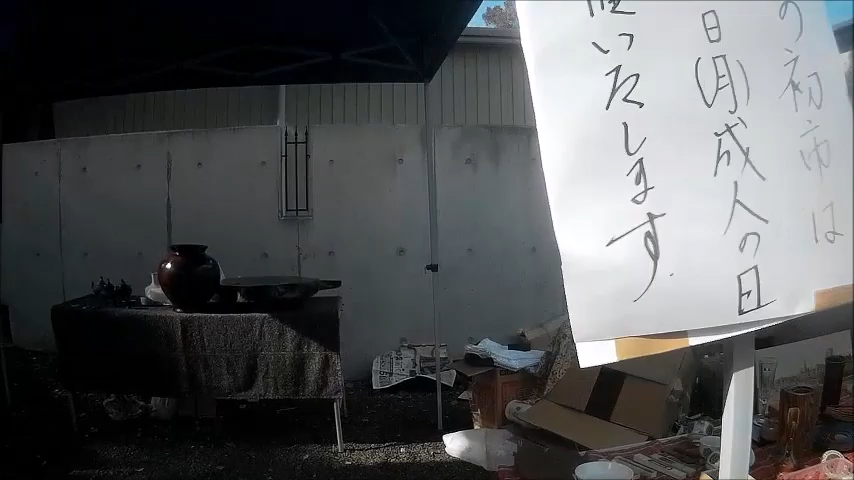 の初市は
日(月)成人の日
いたします.